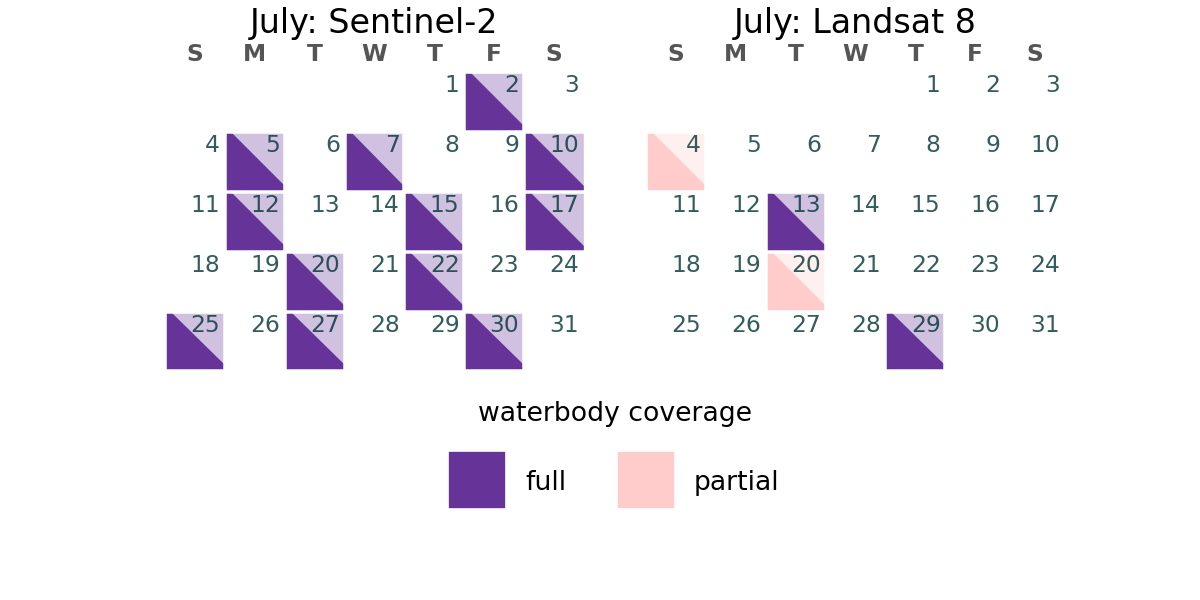 July: Sentinel-2
S M T W T F S
1 2 3
4 5 6 7 8 9 10
11 12 13 14 15 16 17
18 19 20 21 22 23 24
25 26 27 28 29 30 31
July: Landsat 8
S M T W T F S
1 2 3
4 5 6 7 8 9 10
11 12 13 14 15 16 17
18 19 20 21 22 23 24
25 26 27 28 29 30 31
waterbody coverage
full partial